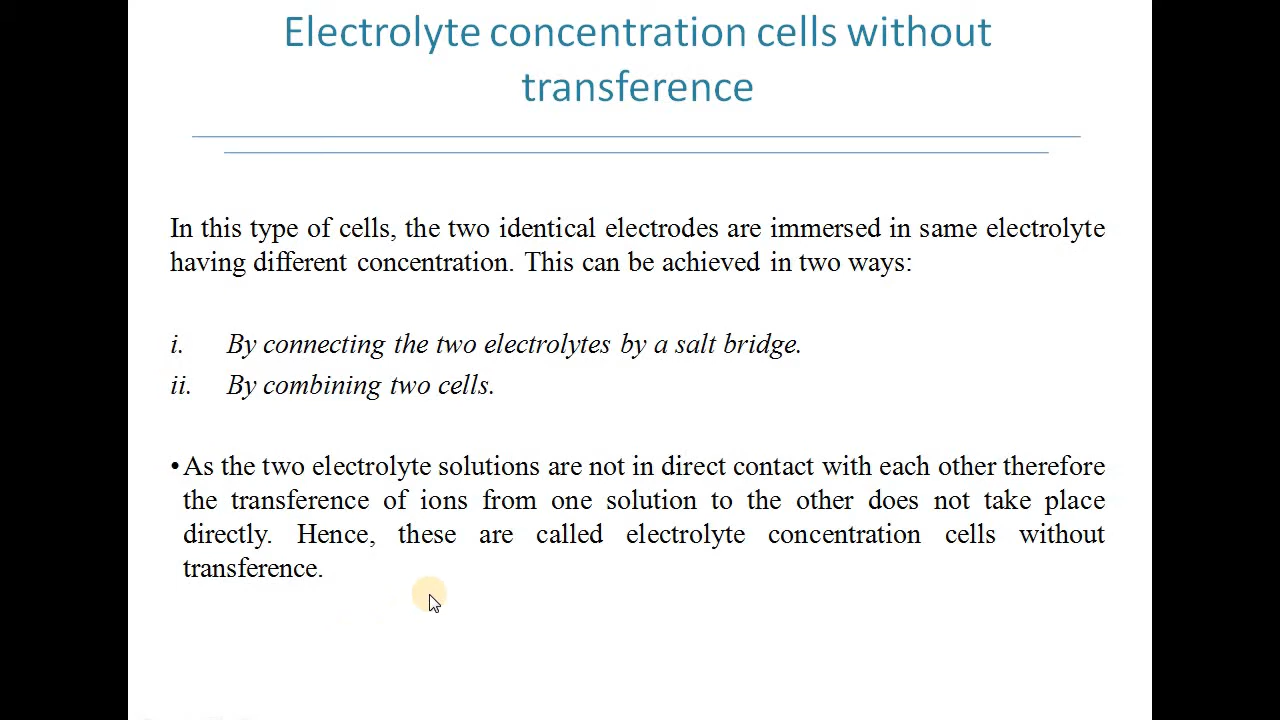 Electrolyte concentration cells without
transference
In this type of cells, the two identical electrodes are immersed in same electrolyte
having different concentration. This can be achieved in two ways:
i. By connecting the two electrolytes by a salt bridge.
ii. By combining two cells.
• As the two electrolyte solutions are not in direct contact with each other therefore
the transference of ions from one solution to the other does not take place
directly. Hence, these are called electrolyte concentration cells without
transference.